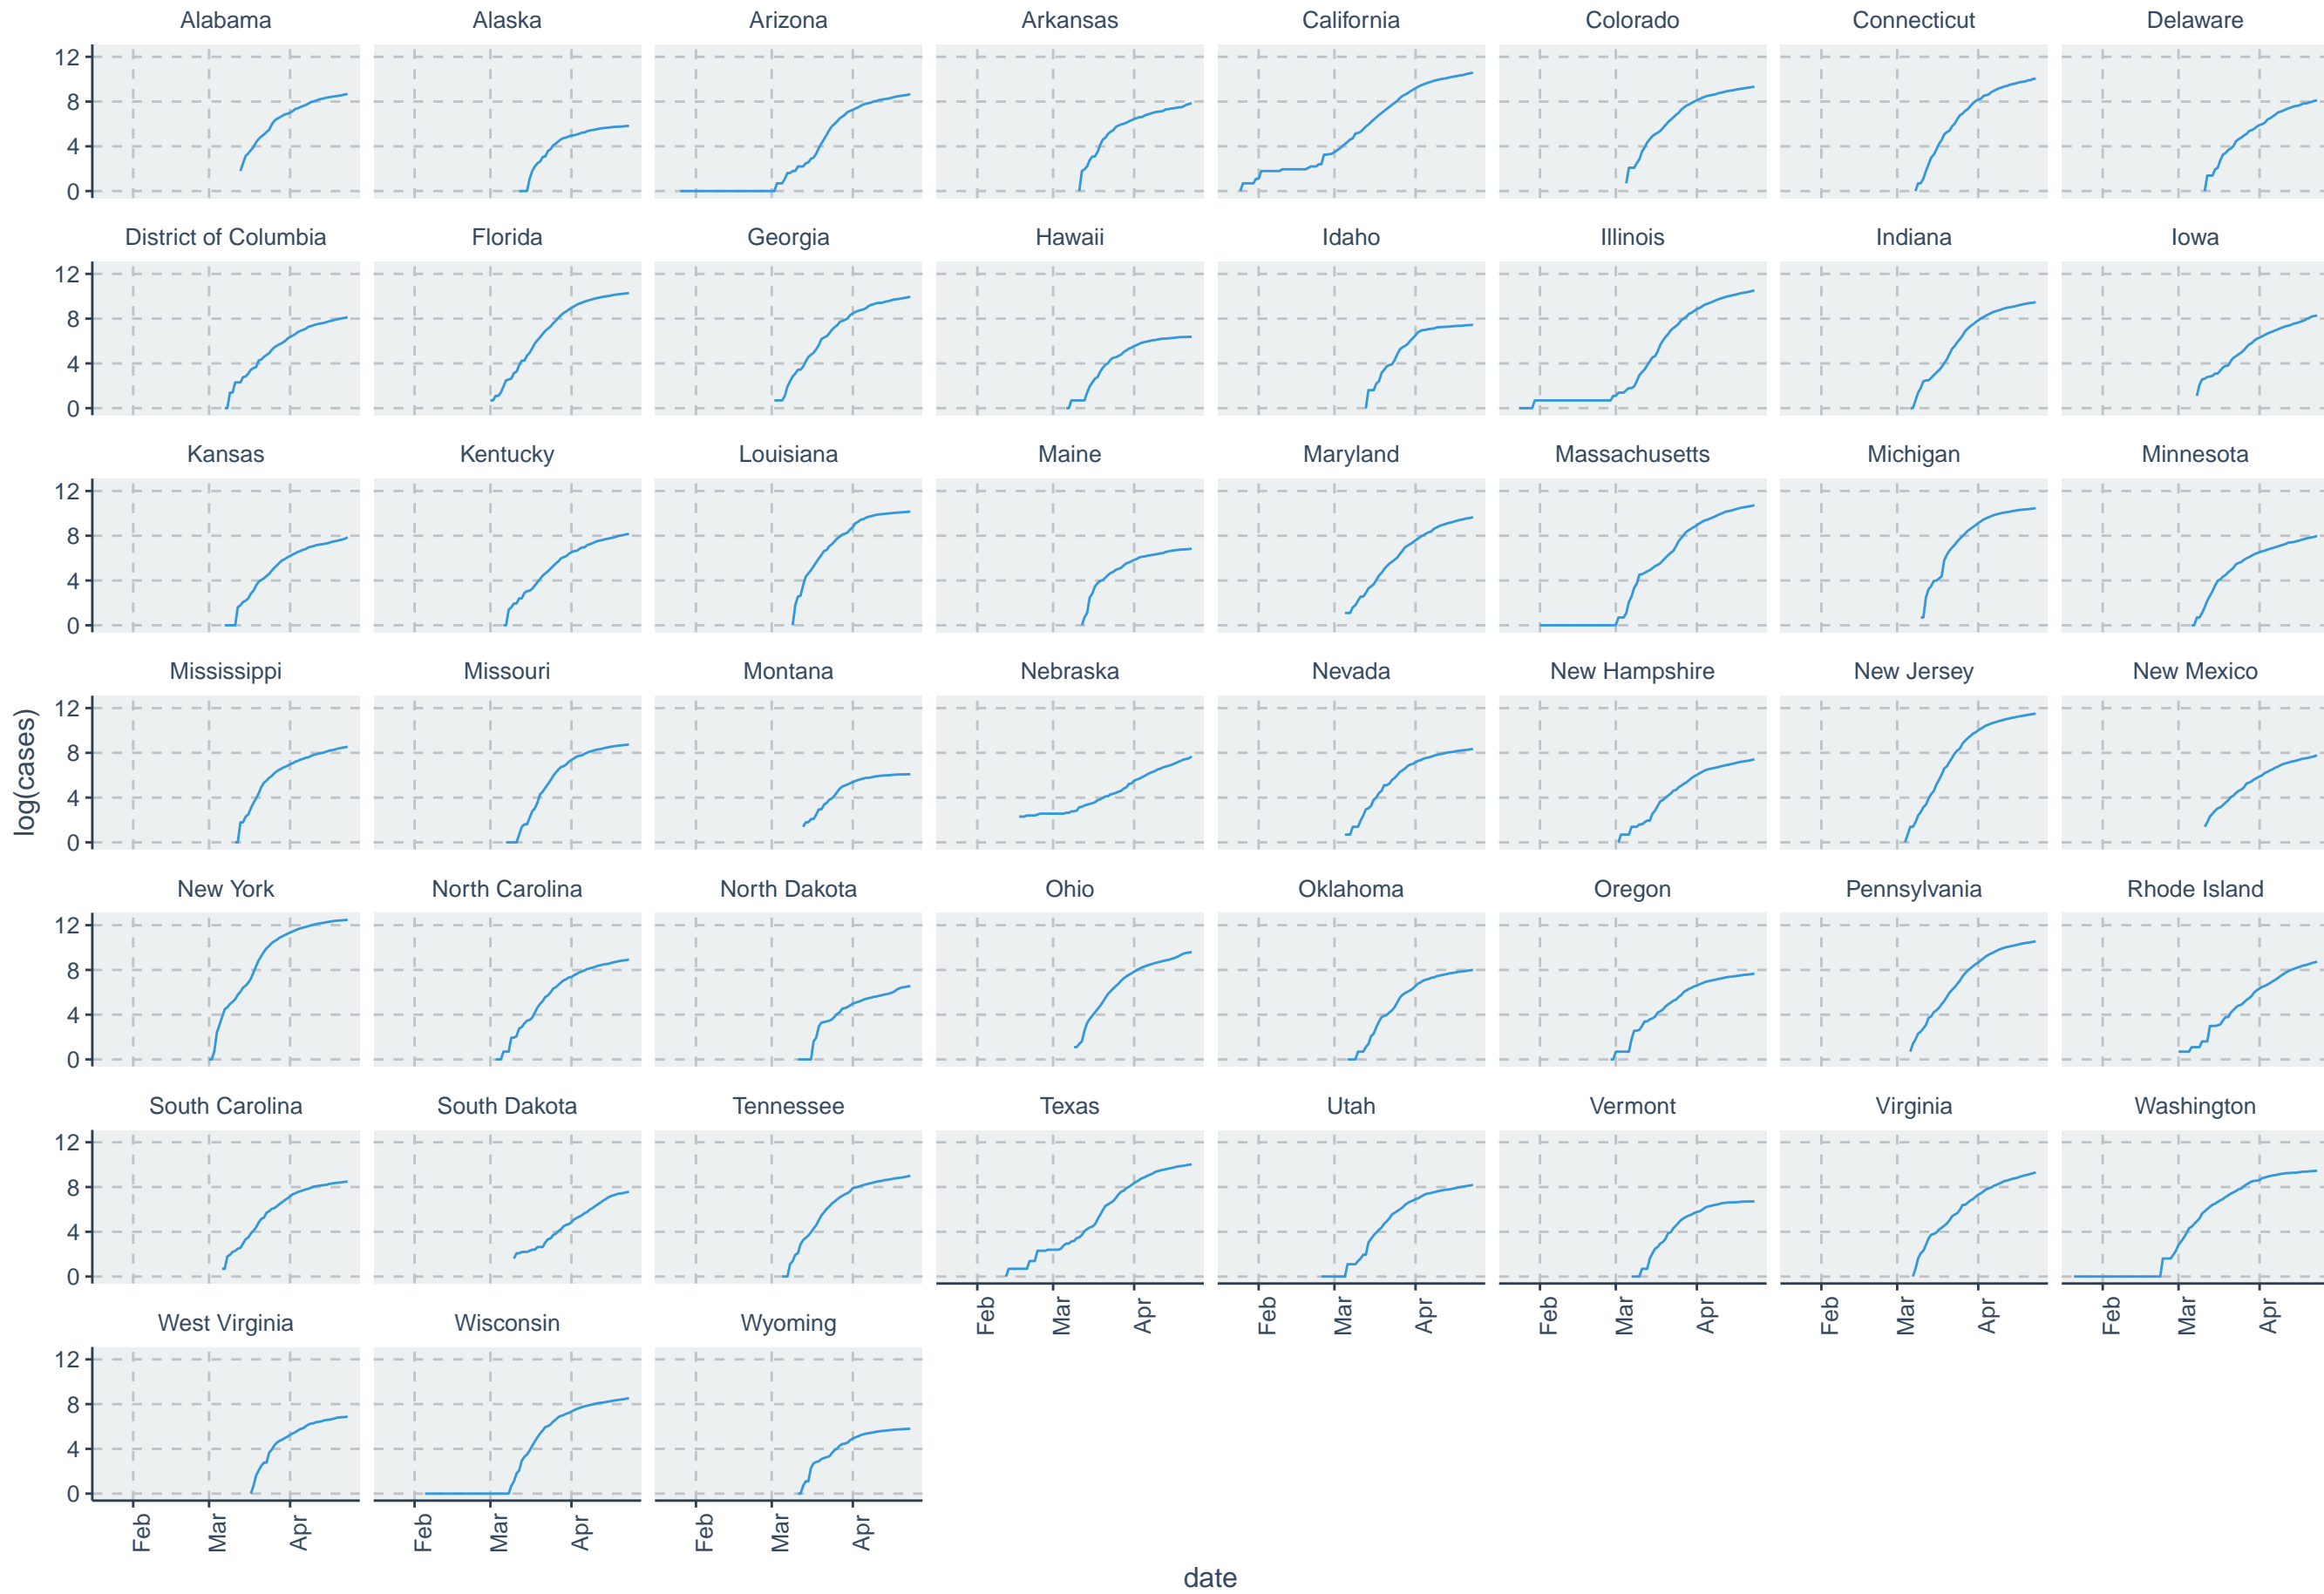 Alabama Alaska Arizona Arkansas California Colorado Connecticut Delaware
12
8
4
0
District of Columbia Florida Georgia Hawaii Idaho Illinois Indiana Iowa
12
8
4
0
Kansas Kentucky Louisiana Maine Maryland Massachusetts Michigan Minnesota
12
8
4
0
Mississippi Missouri Montana Nebraska Nevada New Hampshire New Jersey New Mexico
12
8
4
0
log(cases)
New York North Carolina North Dakota Ohio Oklahoma Oregon Pennsylvania Rhode Island
12
8
4
0
South Carolina South Dakota Tennessee Texas Utah Vermont Virginia Washington
12
8
4
0
Feb Mar Apr Feb Mar Apr Feb Mar Apr Feb Mar Apr Feb Mar Apr
West Virginia Wisconsin Wyoming
12
8
4
0
Feb Mar Apr Feb Mar Apr Feb Mar Apr
date